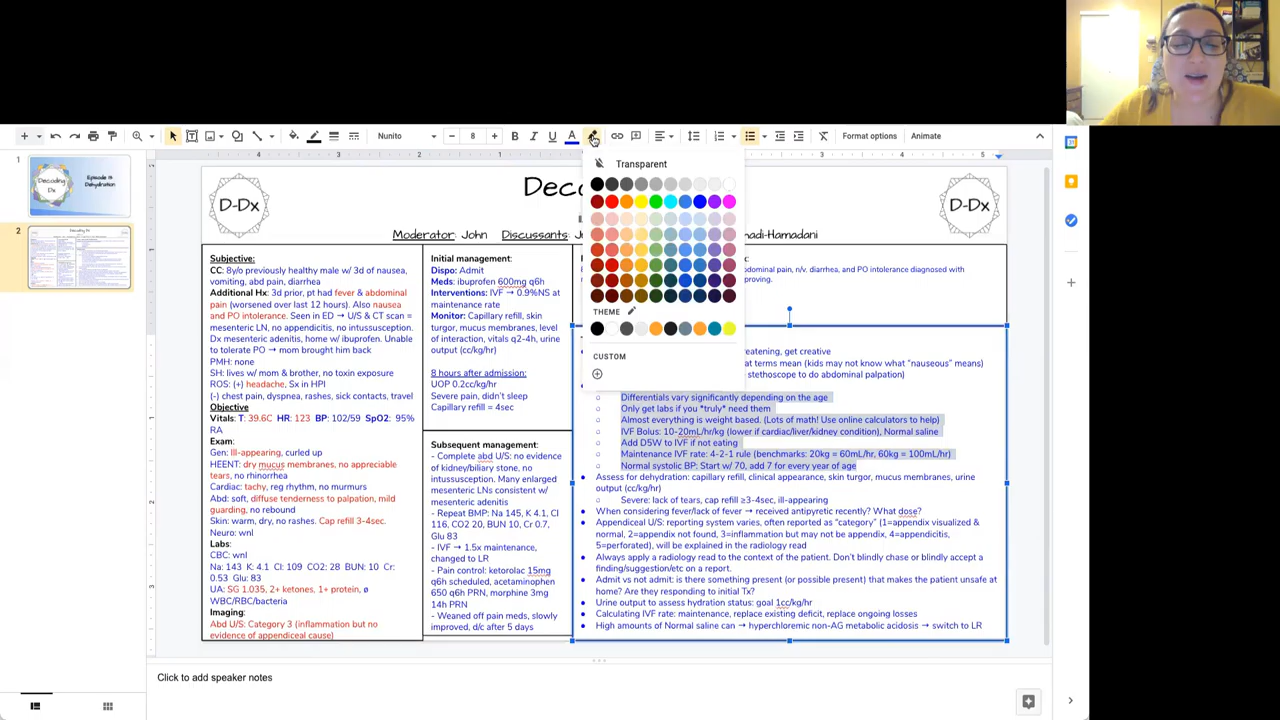 Nunito
8
B
I
U
A
Format options
Animate
4
3
2
1
1
3
4
5
1
Decoding
Dx
Episode 19:
Dehydration
2
Transparent
THEME
CUSTOM
D-Dx
Deco
D-Dx
Moderator: John Discussants: J
adi-Hamadani
Subjective:
CC: 8y/o previously healthy male w/ 3d of nausea,
vomiting, abd pain, diarrhea
Additional Hx: 3d prior, pt had fever & abdominal
pain (worsened over last 12 hours). Also nausea
and PO intolerance. Seen in ED → U/S & CT scan =
mesenteric LN, no appendicitis, no intussusception.
Dx mesenteric adenitis, home w/ ibuprofen. Unable
to tolerate PO → mom brought him back
PMH: none
SH: lives w/ mom & brother, no toxin exposure
ROS: (+) headache, Sx in HPI
(-) chest pain, dyspnea, rashes, sick contacts, travel
Objective
Vitals: T: 39.6C HR: 123 BP: 102/59 SpO2: 95%
RA
Exam:
Gen: Ill-appearing, curled up
HEENT: dry mucus membranes, no appreciable
tears, no rhinorrhea
Cardiac: tachy, reg rhythm, no murmurs
Abd: soft, diffuse tenderness to palpation, mild
guarding, no rebound
Skin: warm, dry, no rashes. Cap refill 3-4sec.
Neuro: wnl
Labs:
CBC: wnl
Na: 143 K: 4.1 Cl: 109 CO2: 28 BUN: 10 Cr:
0.53 Glu: 83
UA: SG 1.035, 2+ ketones, 1+ protein, ø
WBC/RBC/bacteria
Imaging:
Abd U/S: Category 3 (inflammation but no
evidence of appendiceal cause)
Initial management:
Dispo: Admit
Meds: ibuprofen 600mg q6h
Interventions: IVF → 0.9%NS at
maintenance rate
Monitor: Capillary refill, skin
turgor, mucus membranes, level
of interaction, vitals q2-4h, urine
output (cc/kg/hr)
8 hours after admission:
UOP 0.2cc/kg/hr
Severe pain, didn't sleep
Capillary refill = 4sec
Subsequent management:
- Complete abd U/S: no evidence
of kidney/biliary stone, no
intussusception. Many enlarged
mesenteric LNs consistent w/
mesenteric adenitis
- Repeat BMP: Na 145, K 4.1, Cl
116, CO2 20, BUN 10, Cr 0.7,
Glu 83
- IVF → 1.5x maintenance,
changed to LR
- Pain control: ketorolac 15mg
q6h scheduled, acetaminophen
650 q6h PRN, morphine 3mg
14h PRN
- Weaned off pain meds, slowly
improved, d/c after 5 days
x:
odominal pain, n/v. diarrhea, and PO intolerance diagnosed with
proving.
eatening, get creative
at terms mean (kids may not know what "nauseous" means)
stethoscope to do abdominal palpation)
○ Differentials vary significantly depending on the age
○ Only get labs if you *truly* need them
○ Almost everything is weight based. (Lots of math! Use online calculators to help)
○ IVF Bolus: 10-20mL/hr/kg (lower if cardiac/liver/kidney condition), Normal saline
○ Add D5W to IVF if not eating
○ Maintenance IVF rate: 4-2-1 rule (benchmarks: 20kg = 60mL/hr, 60kg = 100mL/hr)
○ Normal systolic BP: Start w/ 70, add 7 for every year of age
● Assess for dehydration: capillary refill, clinical appearance, skin turgor, mucus membranes, urine
output (cc/kg/hr)
○ Severe: lack of tears, cap refill ≥3-4sec, ill-appearing
● When considering fever/lack of fever → received antipyretic recently? What dose?
● Appendiceal U/S: reporting system varies, often reported as "category" (1=appendix visualized &
normal, 2=appendix not found, 3=inflammation but may not be appendix, 4=appendicitis,
5=perforated), will be explained in the radiology read
● Always apply a radiology read to the context of the patient. Don't blindly chase or blindly accept a
finding/suggestion/etc on a report.
● Admit vs not admit: is there something present (or possible present) that makes the patient unsafe at
home? Are they responding to initial Tx?
● Urine output to assess hydration status: goal 1cc/kg/hr
● Calculating IVF rate: maintenance, replace existing deficit, replace ongoing losses
● High amounts of Normal saline can → hyperchloremic non-AG metabolic acidosis → switch to LR
Click to add speaker notes